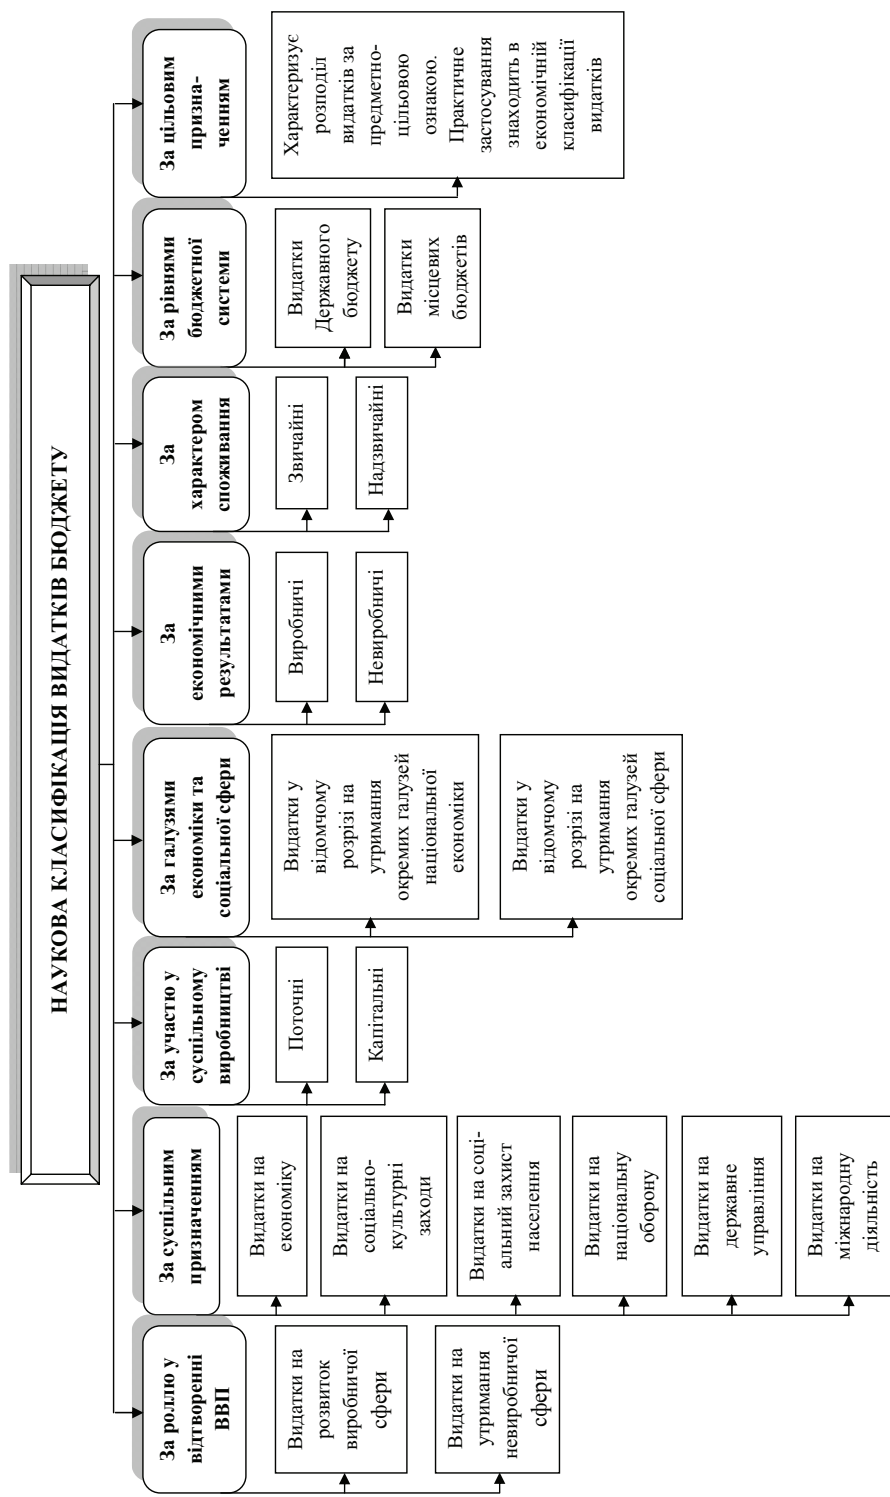 НАУКОВА КЛАСИФІКАЦІЯ ВИДАТКІВ БЮДЖЕТУ
За роллю у
відтворенні
ВВП
Видатки на
розвиток
виробничої
сфери
Видатки на
утримання
невиробничої
сфери
За суспільним
призначенням
Видатки на
економіку
Видатки на
соціально-
культурні
заходи
Видатки на соці-
альний захист
населення
Видатки на
національну
оборону
Видатки на
державне
управління
Видатки на
міжнародну
діяльність
За участю у
суспільному
виробництві
Поточні
Капітальні
За галузями
економіки та
соціальної сфери
Видатки у
відомчому
розрізі на
утримання
окремих галузей
національної
економіки
Видатки у
відомчому
розрізі на
утримання
окремих галузей
соціальної сфери
За
економічними
результатами
Виробничі
Невиробничі
За
характером
споживання
Звичайні
Надзвичайні
За рівнями
бюджетної
системи
Видатки
Державного
бюджету
Видатки
місцевих
бюджетів
За цільовим
призна-
ченням
Характеризує
розподіл
видатків за
предметно-
цільовою
ознакою.
Практичне
застосування
знаходить в
економічній
класифікації
видатків